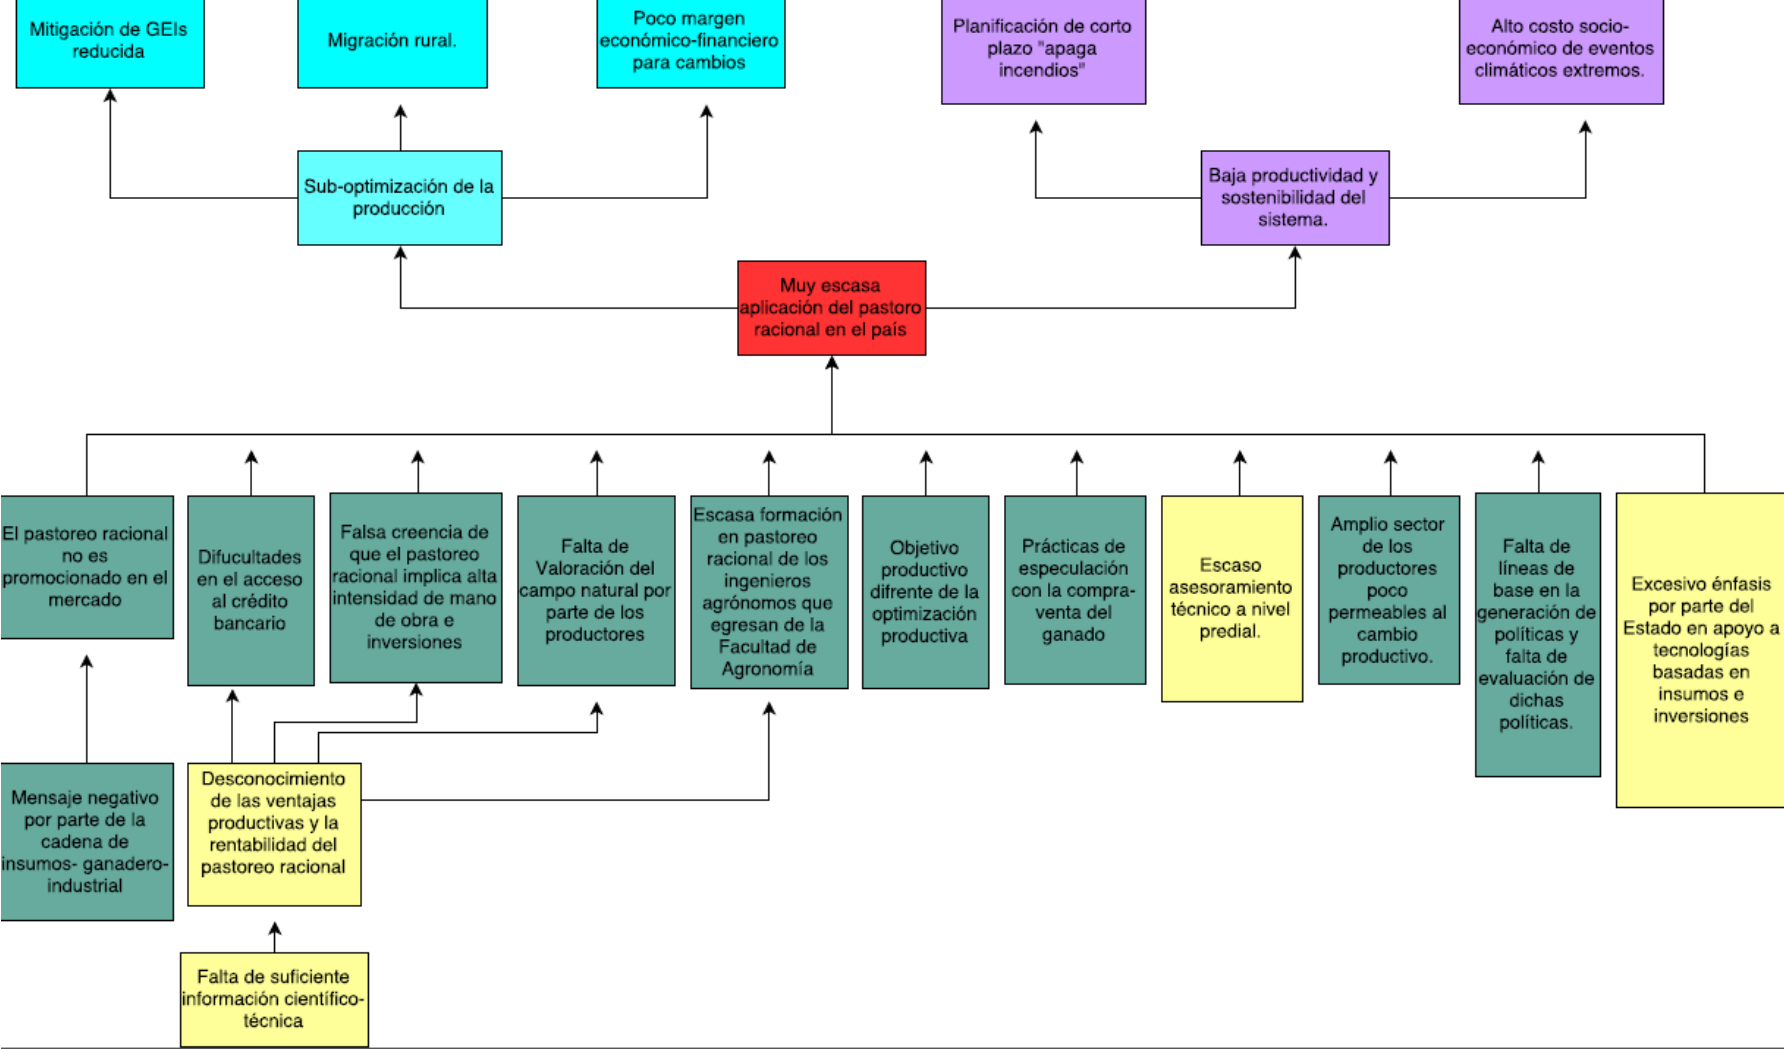 Mitigación de GEIs
reducida
Migración rural.
Poco margen
económico-financiero
para cambios
Planificación de corto
plazo "apaga
incendios"
Alto costo socio-
económico de eventos
climáticos extremos.
Sub-optimización de la
producción
Baja productividad y
sostenibilidad del
sistema.
Muy escasa
aplicación del pastoro
racional en el país
El pastoreo racional
no es
promocionado en el
mercado
Difucultades
en el acceso
al crédito
bancario
Falsa creencia de
que el pastoreo
racional implica alta
intensidad de mano
de obra e
inversiones
Falta de
Valoración del
campo natural por
parte de los
productores
Escasa formación
en pastoreo
racional de los
ingenieros
agrónomos que
egresan de la
Facultad de
Agronomía
Objetivo
productivo
difrente de la
optimización
productiva
Prácticas de
especulación
con la compra-
venta del
ganado
Escaso
asesoramiento
técnico a nivel
predial.
Amplio sector
de los
productores
poco
permeables al
cambio
productivo.
Falta de
líneas de
base en la
generación de
políticas y
falta de
evaluación de
dichas
políticas.
Excesivo énfasis
por parte del
Estado en apoyo a
tecnologías
basadas en
insumos e
inversiones
Mensaje negativo
por parte de la
cadena de
insumos- ganadero-
industrial
Desconocimiento
de las ventajas
productivas y la
rentabilidad del
pastoreo racional
Falta de suficiente
información científico-
técnica